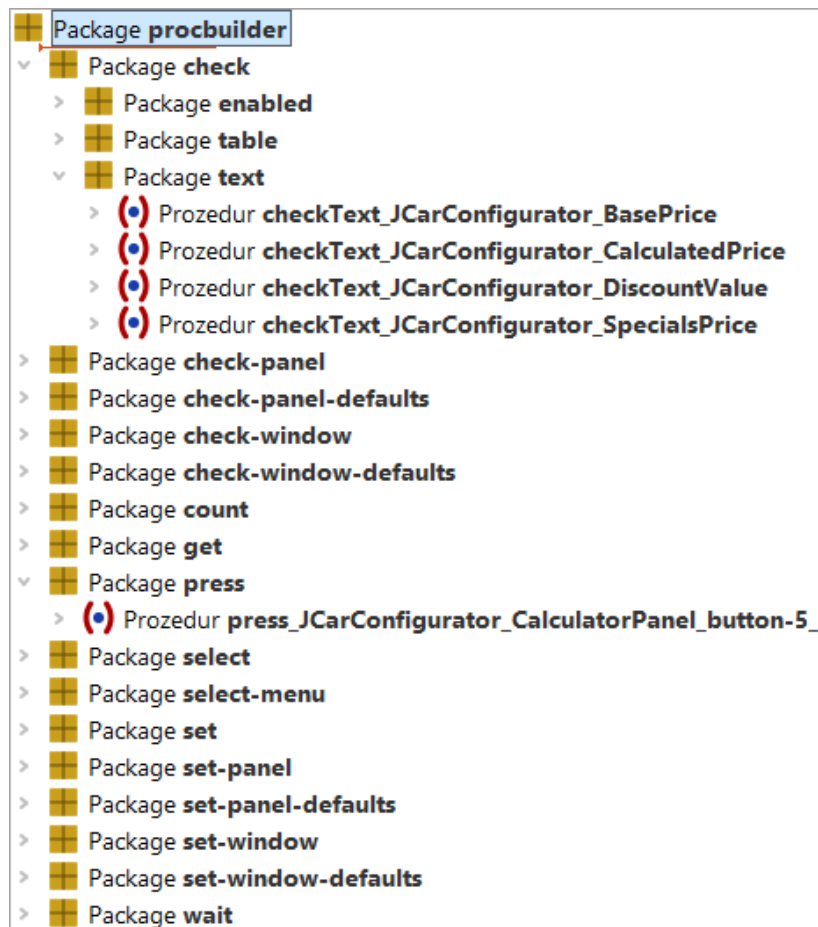 Package procbuilder
Package check
Package enabled
Package table
Package text
Prozedur checkText_JCarConfigurator_BasePrice
Prozedur checkText_JCarConfigurator_CalculatedPrice
Prozedur checkText_JCarConfigurator_DiscountValue
Prozedur checkText_JCarConfigurator_SpecialsPrice
Package check-panel
Package check-panel-defaults
Package check-window
Package check-window-defaults
Package count
Package get
Package press
Prozedur press_JCarConfigurator_CalculatorPanel_button-5_
Package select
Package select-menu
Package set
Package set-panel
Package set-panel-defaults
Package set-window
Package set-window-defaults
Package wait